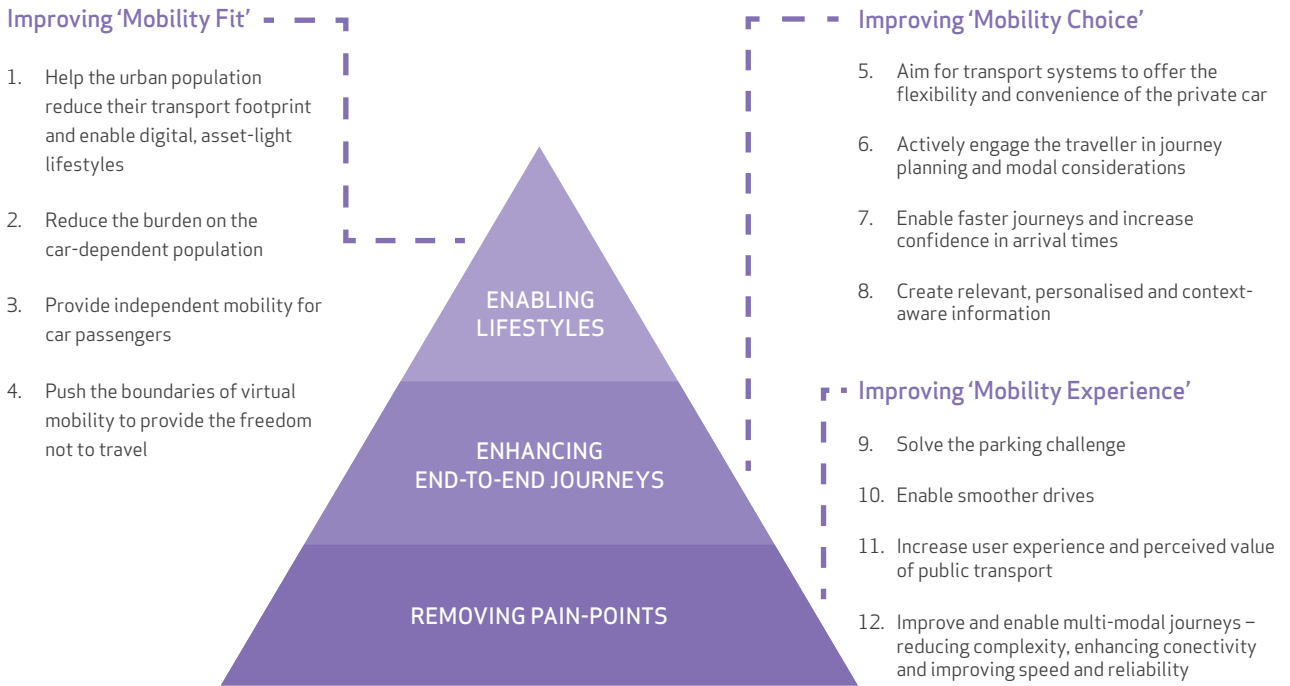 Improving ‘Mobility Fit’
1. Help the urban population
reduce their transport footprint
and enable digital, asset-light
lifestyles
2. Reduce the burden on the
car-dependent population
3. Provide independent mobility for
car passengers
4. Push the boundaries of virtual
mobility to provide the freedom
not to travel
ENABLING
LIFESTYLES
ENHANCING
END-TO-END JOURNEYS
REMOVING PAIN-POINTS
Improving ‘Mobility Choice’
5. Aim for transport systems to offer the
flexibility and convenience of the private car
6. Actively engage the traveller in journey
planning and modal considerations
7. Enable faster journeys and increase
confidence in arrival times
8. Create relevant, personalised and context-
aware information
Improving ‘Mobility Experience’
9. Solve the parking challenge
10. Enable smoother drives
11. Increase user experience and perceived value
of public transport
12. Improve and enable multi-modal journeys –
reducing complexity, enhancing conectivity
and improving speed and reliability